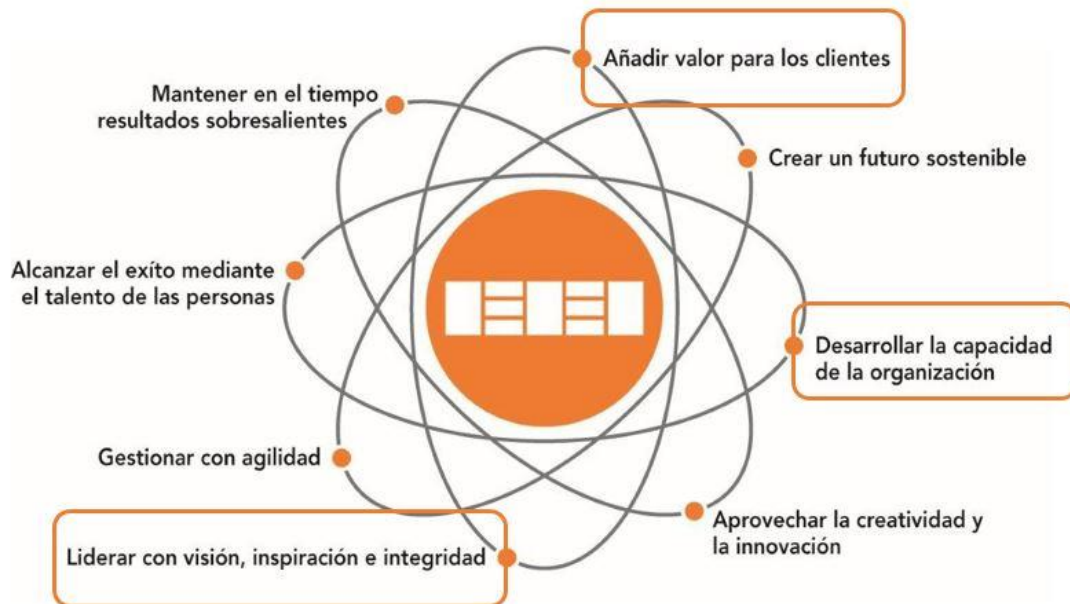 Añadir valor para los clientes
Mantener en el tiempo
resultados sobresalientes
Crear un futuro sostenible
Alcanzar el exíto mediante
el talento de las personas
Desarrollar la capacidad
de la organización
Gestionar con agilidad
Aprovechar la creatividad y
la innovación
Liderar con visión, inspiración e integridad